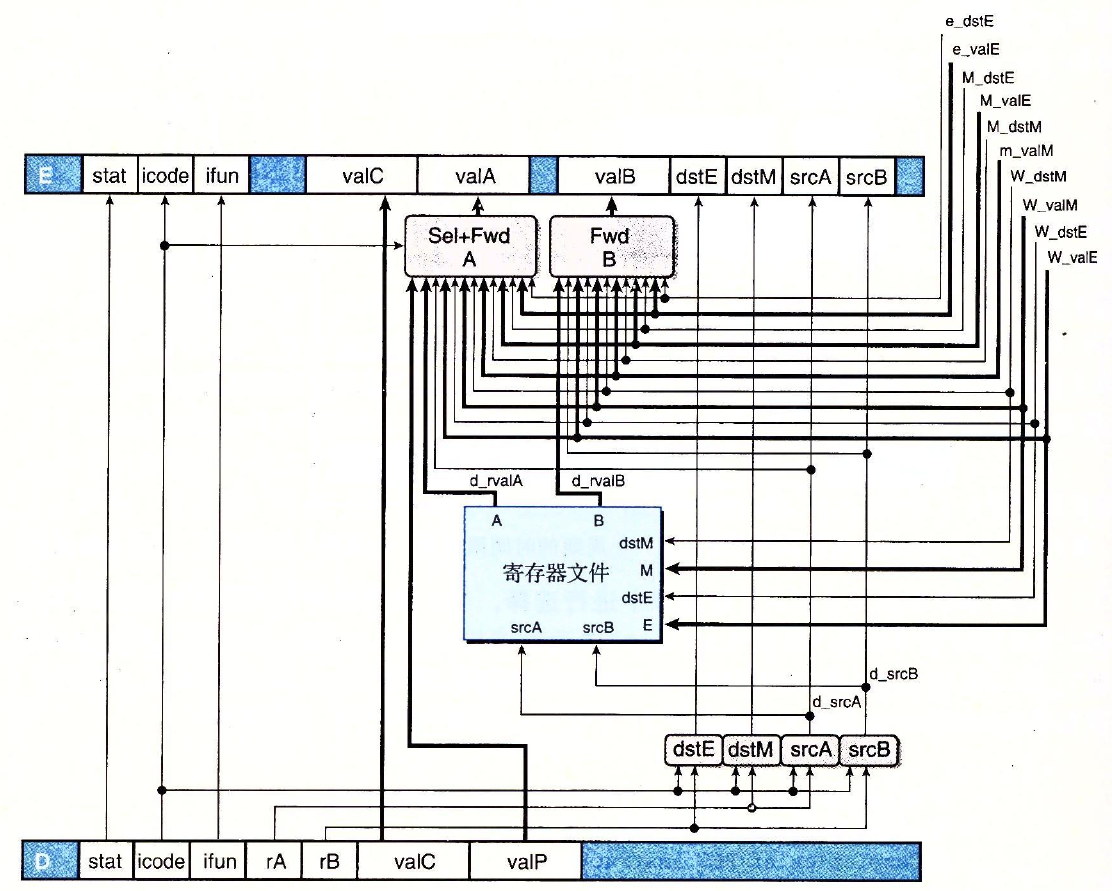 e_dstE
e_valE
M_dstE
M_valE
M_dstM
m_valM
W_dstM
W_valM
W_dstE
W_valE
E stat icode ifun valC valA valB dstE dstM srcA srcB
Sel+Fwd
A
Fwd
B
d_rvalA d_rvalB
A B
dstM
寄存器文件 M
dstE
srcA srcB E
d_srcB
d_srcA
dstE dstM srcA srcB
D stat icode ifun rA rB valC valP